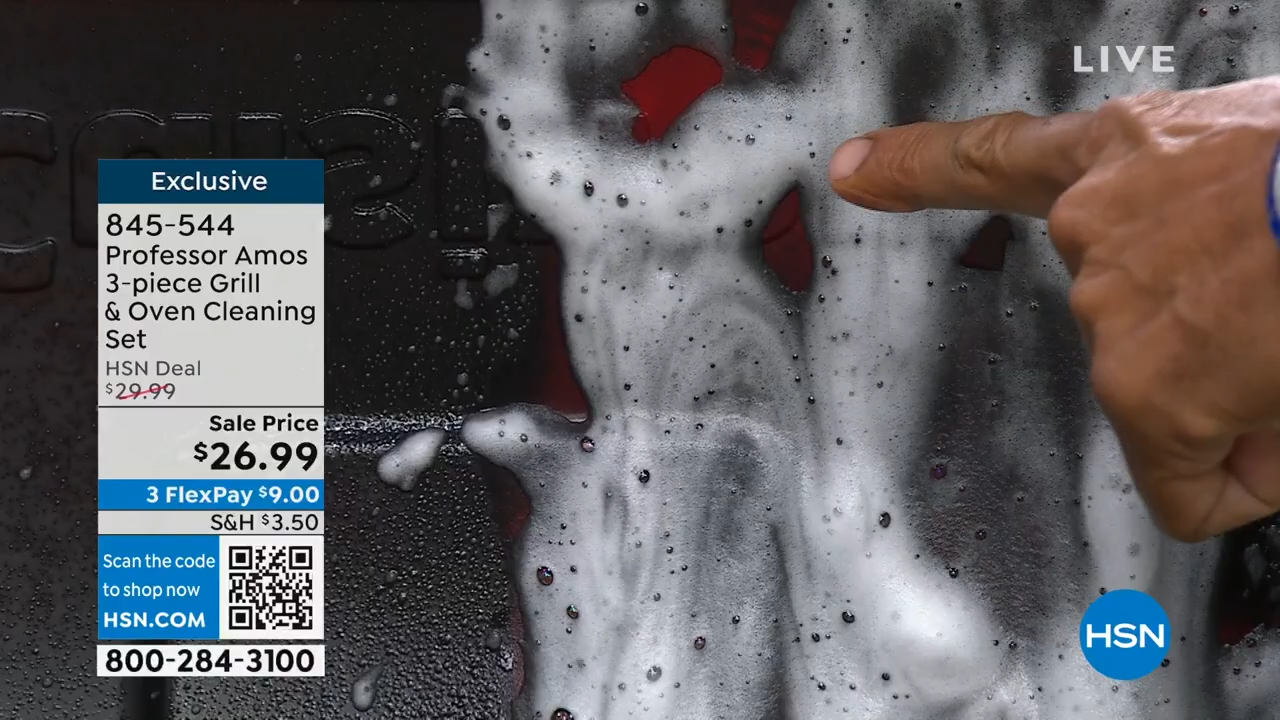 LIVE
Exclusive
845-544
Professor Amos
3-piece Grill
& Oven Cleaning
Set
HSN Deal
$29.99
Sale Price
$26.99
3 FlexPay $9.00
S&H $3.50
Scan the code
to shop now
HSN.COM
800-284-3100
HSN